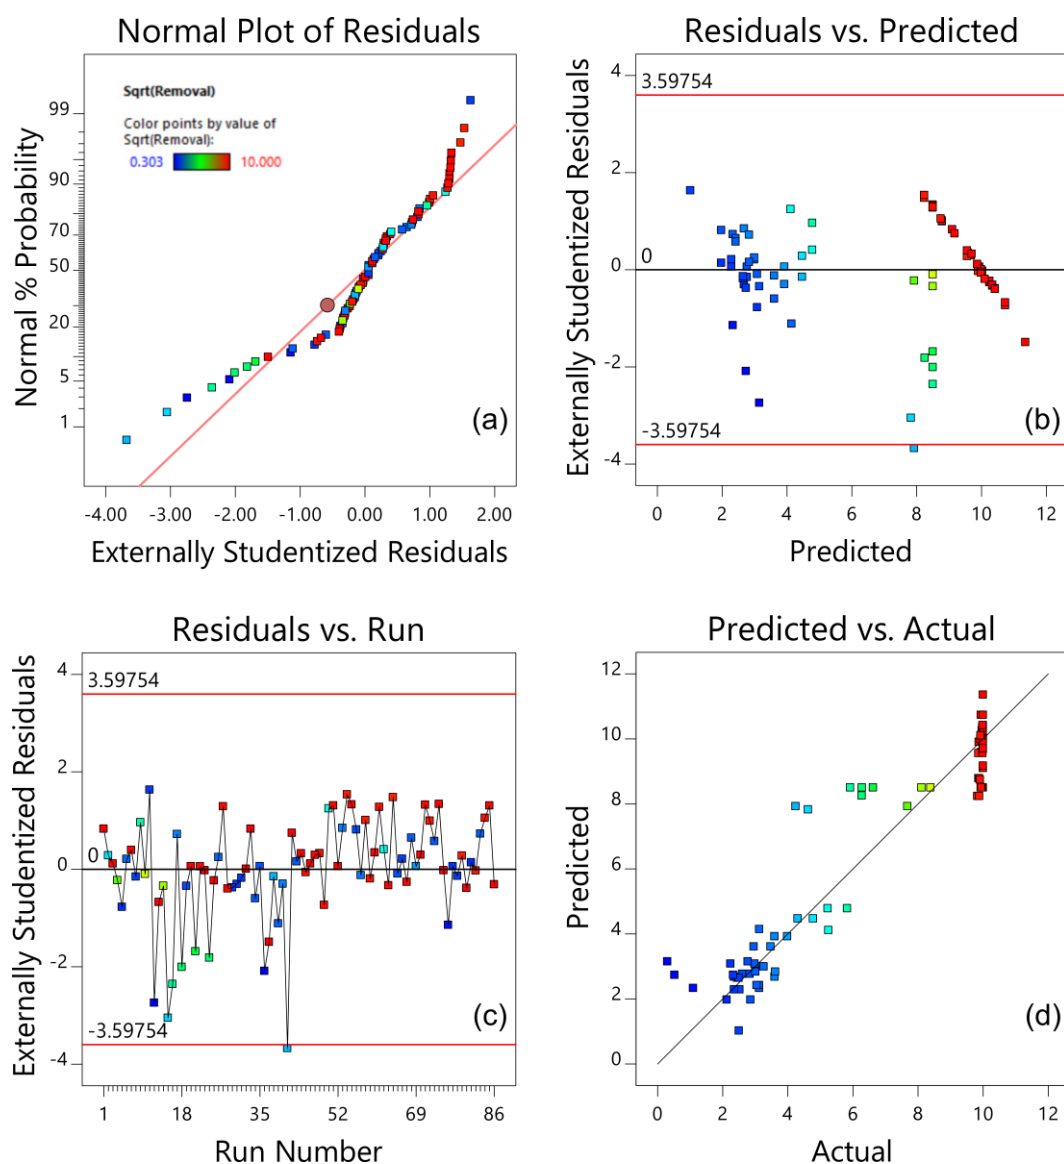 Normal Plot of Residuals
Sqrt(Removal)
Color points by value of
Sqrt(Removal):
0.303 10.000
99
90
70
50
20
5
1
Normal % Probability
(a)
-4.00 -3.00 -2.00 -1.00 0.00 1.00 2.00
Externally Studentized Residuals
Residuals vs. Predicted
4
2
0
-2
-4
3.59754
0
-3.59754
Externally Studentized Residuals
(b)
0 2 4 6 8 10 12
Predicted
Residuals vs. Run
4
2
0
-2
-4
3.59754
0
-3.59754
Externally Studentized Residuals
(c)
1 18 35 52 69 86
Run Number
Predicted vs. Actual
12
10
8
6
4
2
0
Predicted
(d)
0 2 4 6 8 10 12
Actual